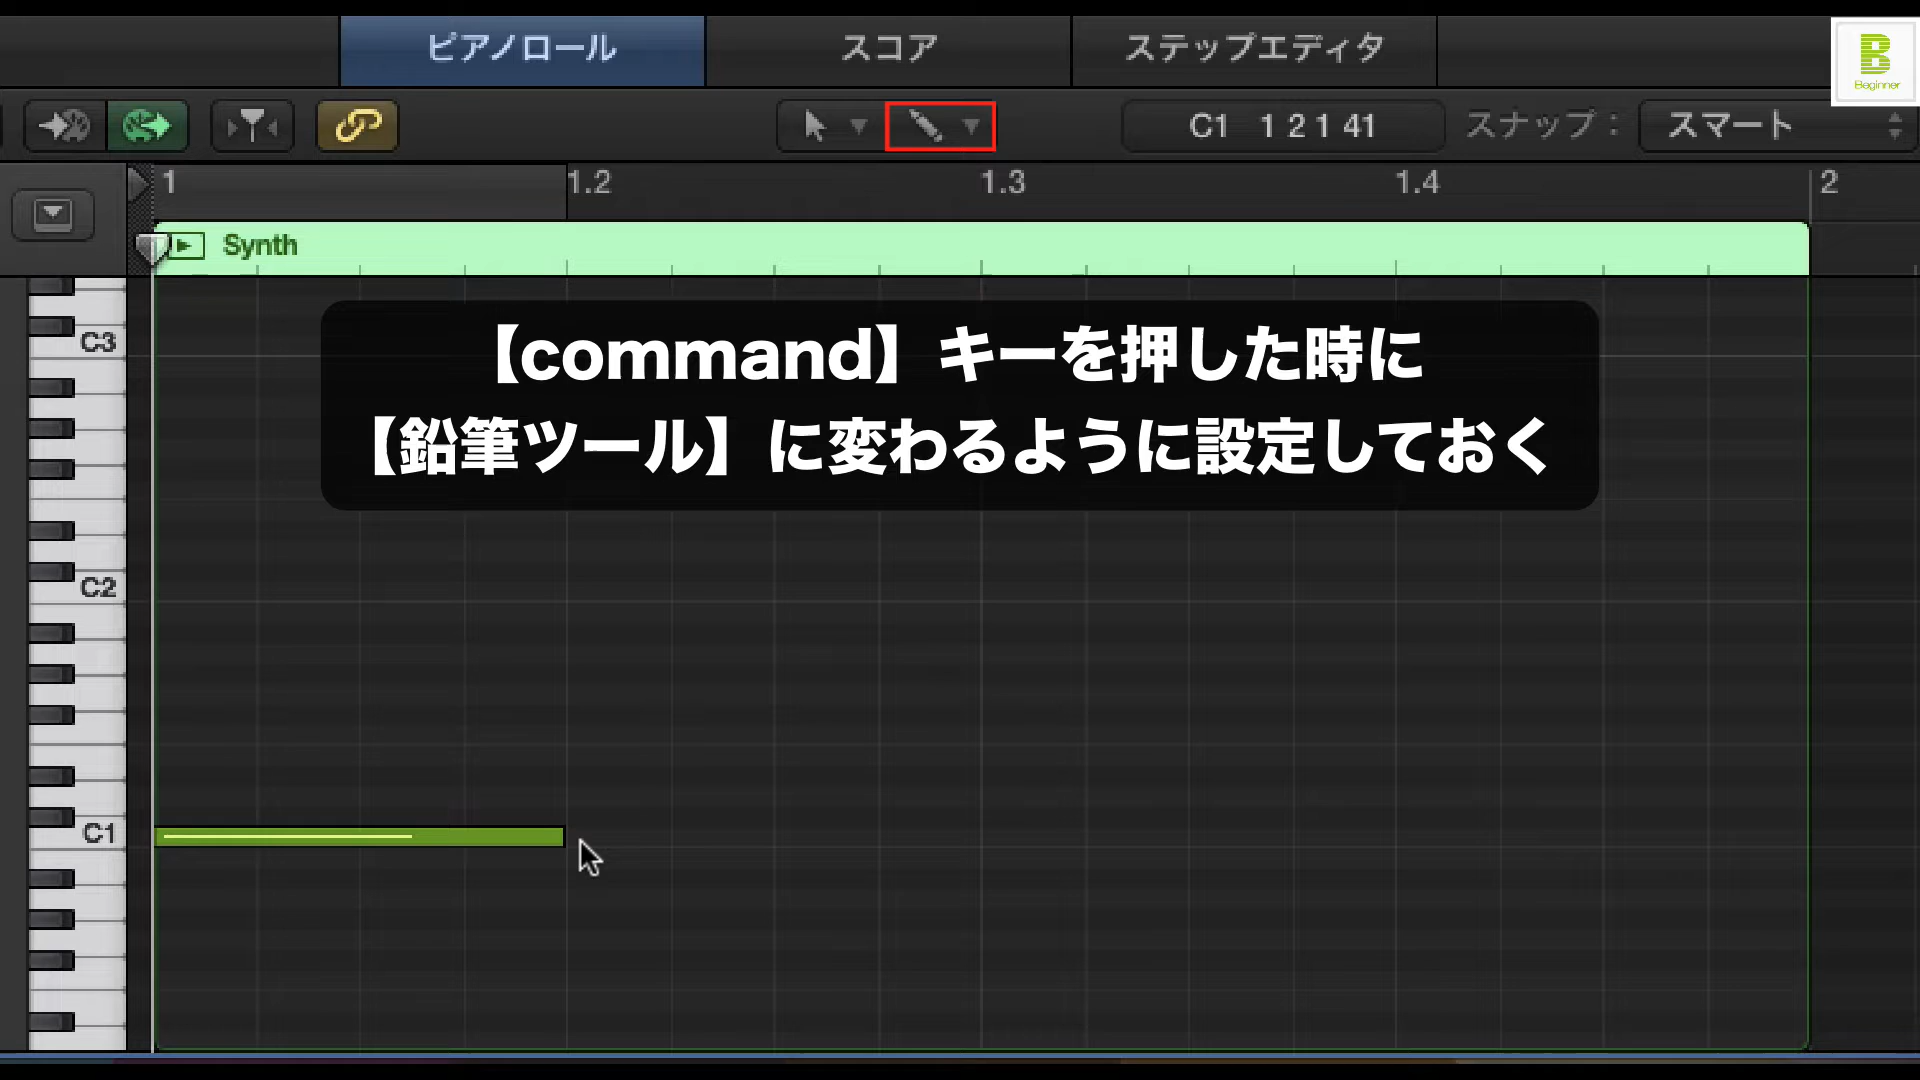 ピアノロール
スコア
ステップエディタ
B
Beginner
C1 1 2 1 41
スナップ：
スマート
1
1.2
1.3
1.4
2
Synth
【command】キーを押した時に
【鉛筆ツール】に変わるように設定しておく
C3
C2
C1